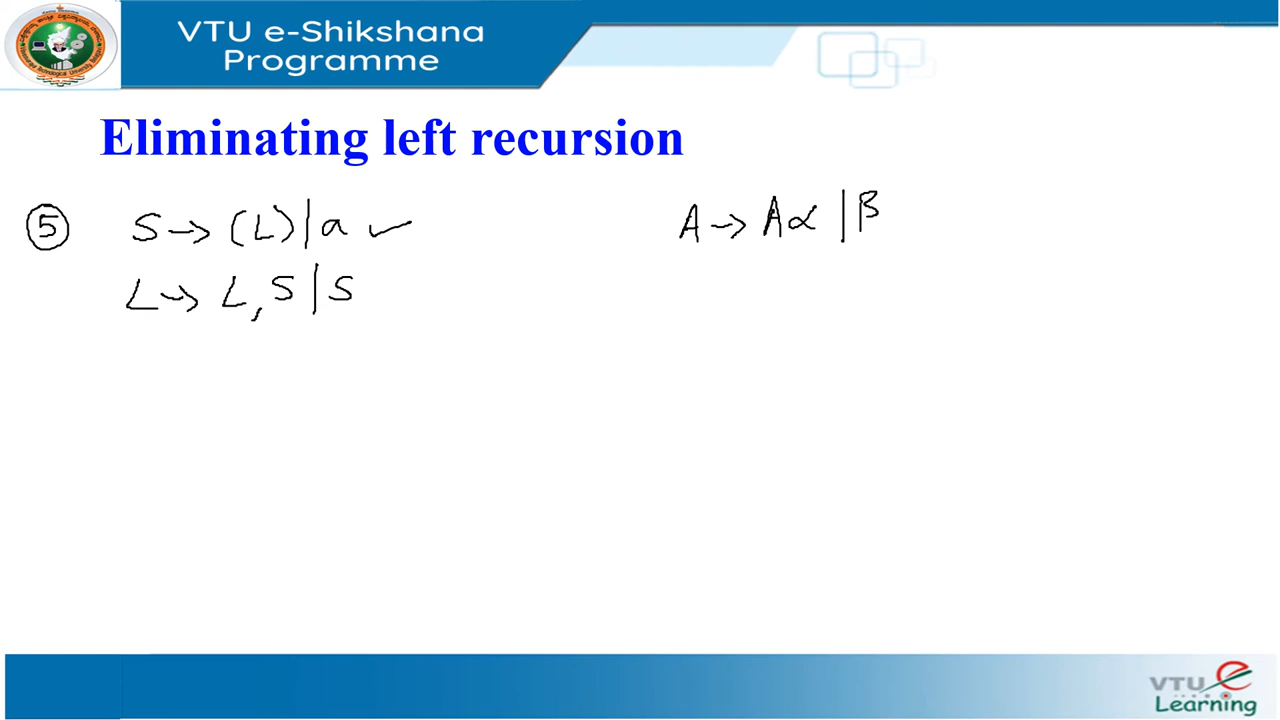 VTU e-Shikshana
Programme
Eliminating left recursion
⑤ S → (L) | a ✓
L → L, S | S
A → Aα | β
VTU e
Learning